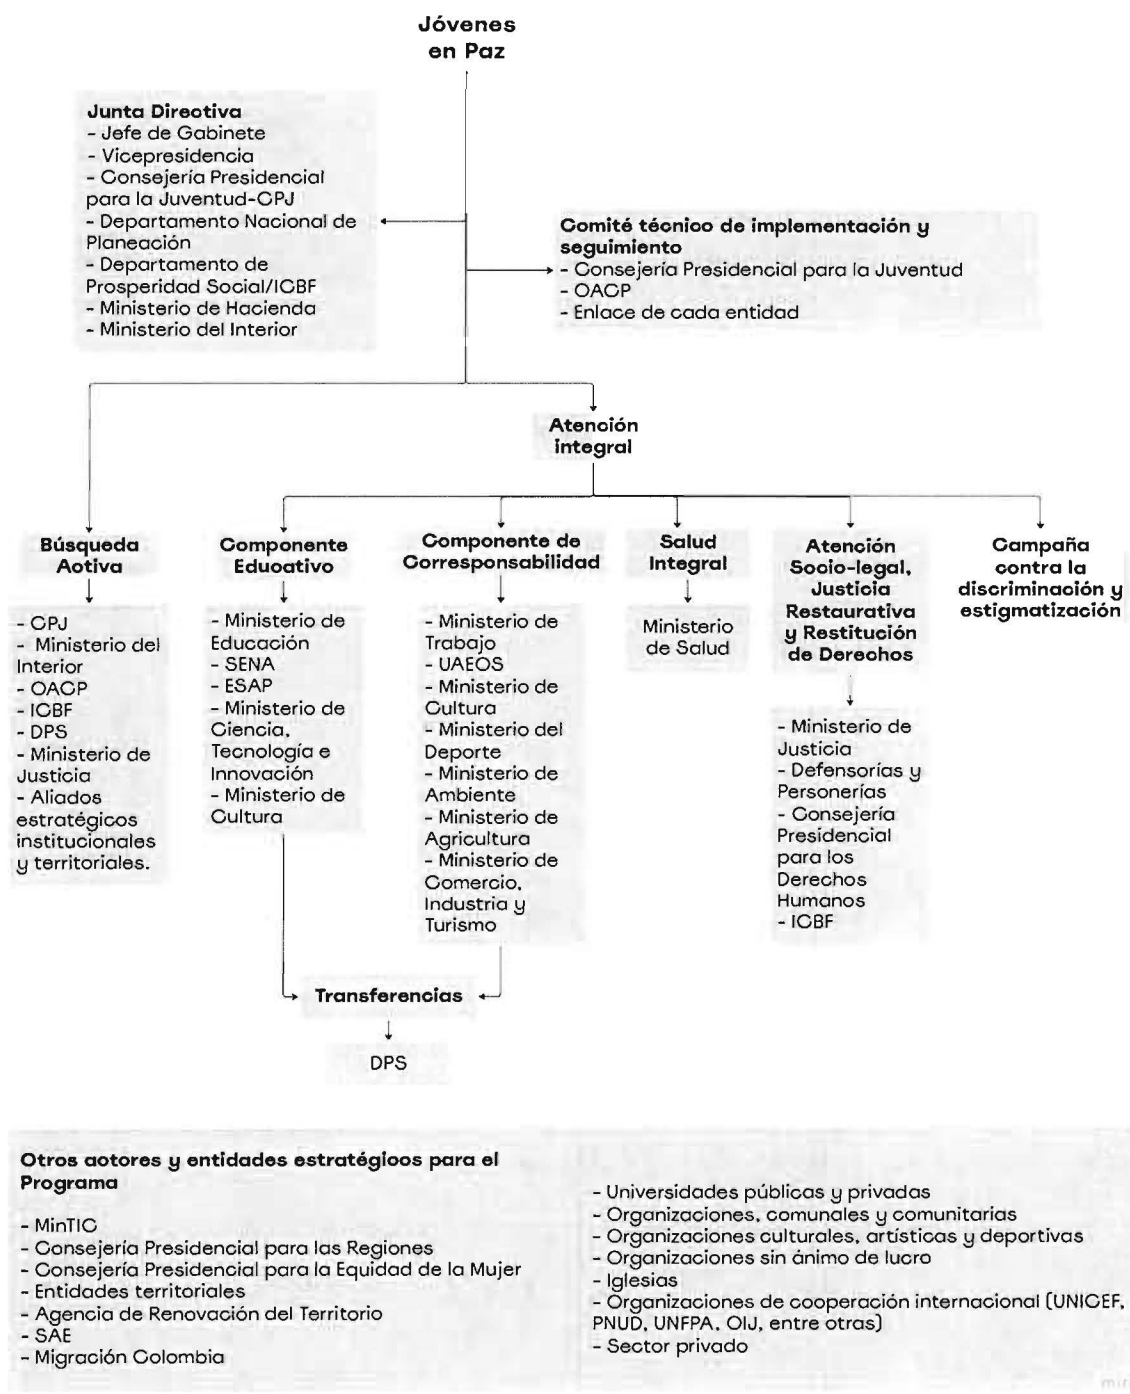 Jóvenes
en Paz
Junta Directiva
- Jefe de Gabinete
- Vicepresidencia
- Consejería Presidencial
para la Juventud-CPJ
- Departamento Nacional de
Planeación
- Departamento de
Prosperidad Social/ICBF
- Ministerio de Hacienda
- Ministerio del Interior
Comité técnico de implementación y
seguimiento
- Consejería Presidencial para la Juventud
- OACP
- Enlace de cada entidad
Atención
integral
Búsqueda
Activa
- CPJ
- Ministerio del
Interior
- OACP
- ICBF
- DPS
- Ministerio de
Justicia
- Aliados
estratégicos
institucionales
y territoriales.
Componente
Educativo
- Ministerio de
Educación
- SENA
- ESAP
- Ministerio de
Ciencia,
Tecnología e
Innovación
- Ministerio de
Cultura
Componente de
Corresponsabilidad
- Ministerio de
Trabajo
- UAEOS
- Ministerio de
Cultura
- Ministerio del
Deporte
- Ministerio de
Ambiente
- Ministerio de
Agricultura
- Ministerio de
Comercio,
Industria y
Turismo
Salud
Integral
Ministerio
de Salud
Atención
Socio-legal,
Justicia
Restaurativa
y Restitución
de Derechos
- Ministerio de
Justicia
- Defensorías y
Personerías
- Consejería
Presidencial
para los
Derechos
Humanos
- ICBF
Campaña
contra la
discriminación y
estigmatización
Transferencias
DPS
Otros actores y entidades estratégicos para el
Programa
- MinTIC
- Consejería Presidencial para las Regiones
- Consejería Presidencial para la Equidad de la Mujer
- Entidades territoriales
- Agencia de Renovación del Territorio
- SAE
- Migración Colombia
- Universidades públicas y privadas
- Organizaciones, comunales y comunitarias
- Organizaciones culturales, artísticas y deportivas
- Organizaciones sin ánimo de lucro
- Iglesias
- Organizaciones de cooperación internacional (UNICEF,
PNUD, UNFPA, OIJ, entre otras)
- Sector privado